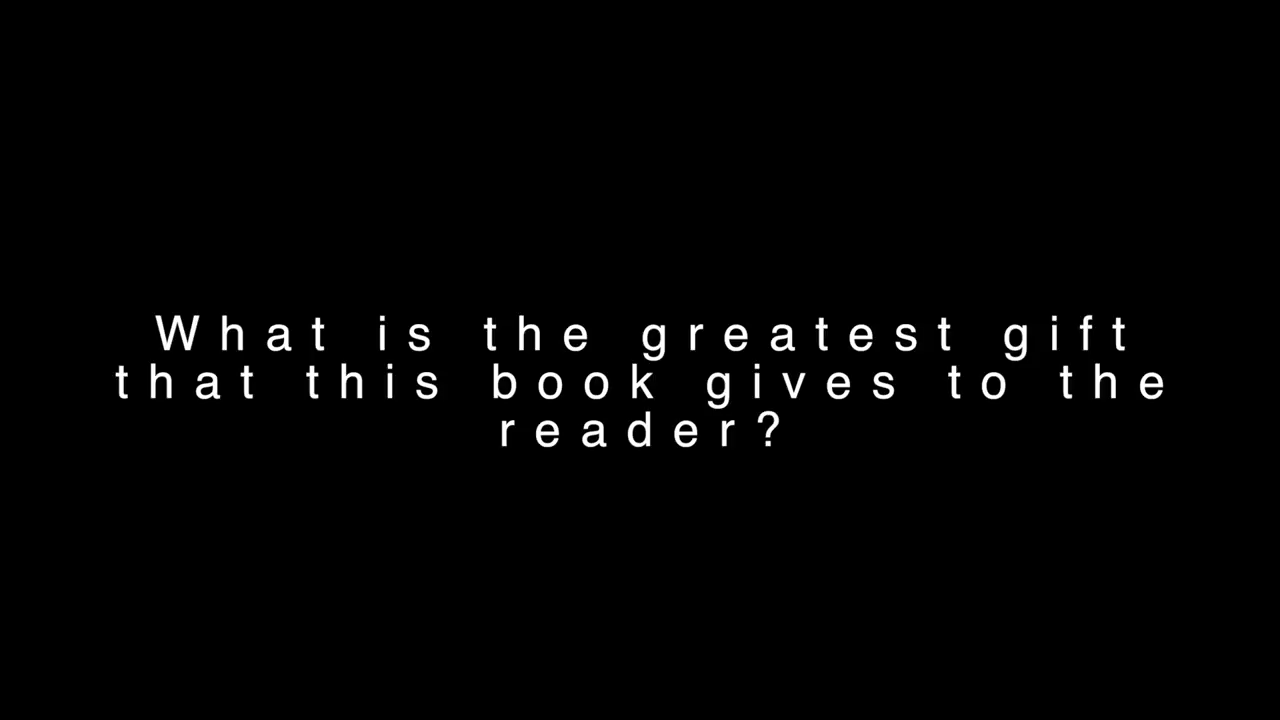 What is the greatest gift
that this book gives to the
reader?